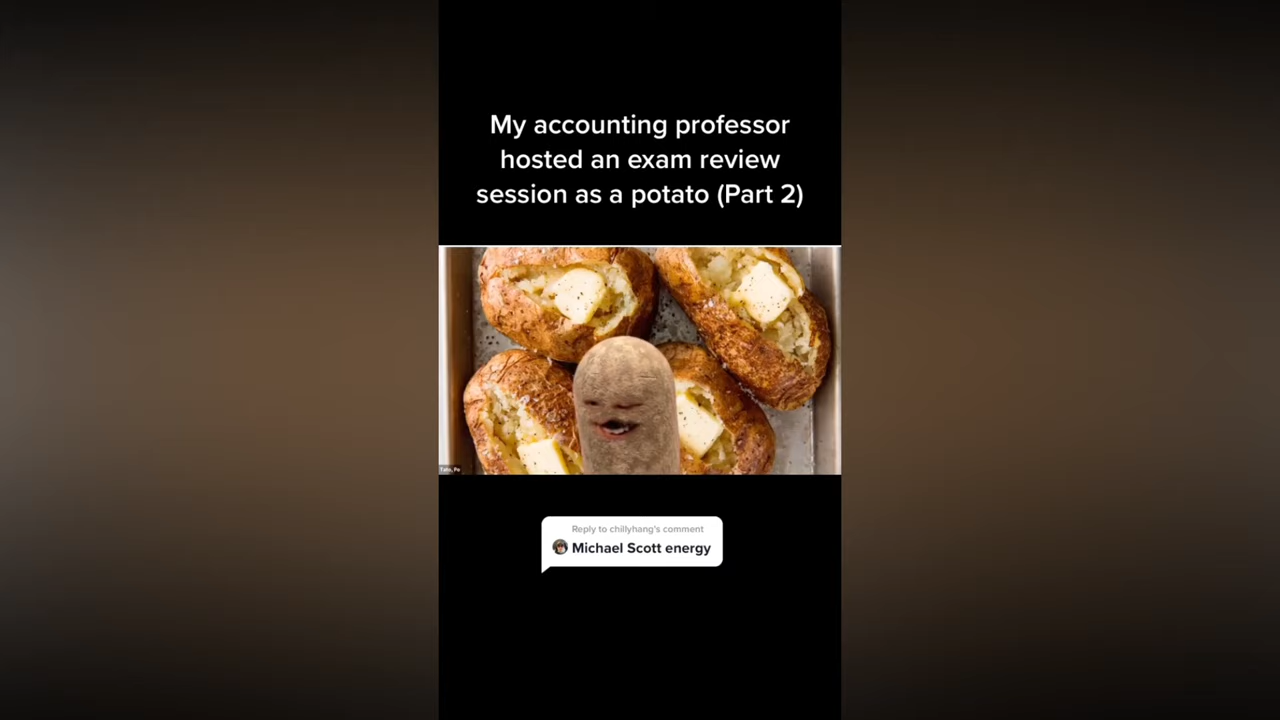 My accounting professor
hosted an exam review
session as a potato (Part 2)
Reply to chillyhang's comment
Michael Scott energy